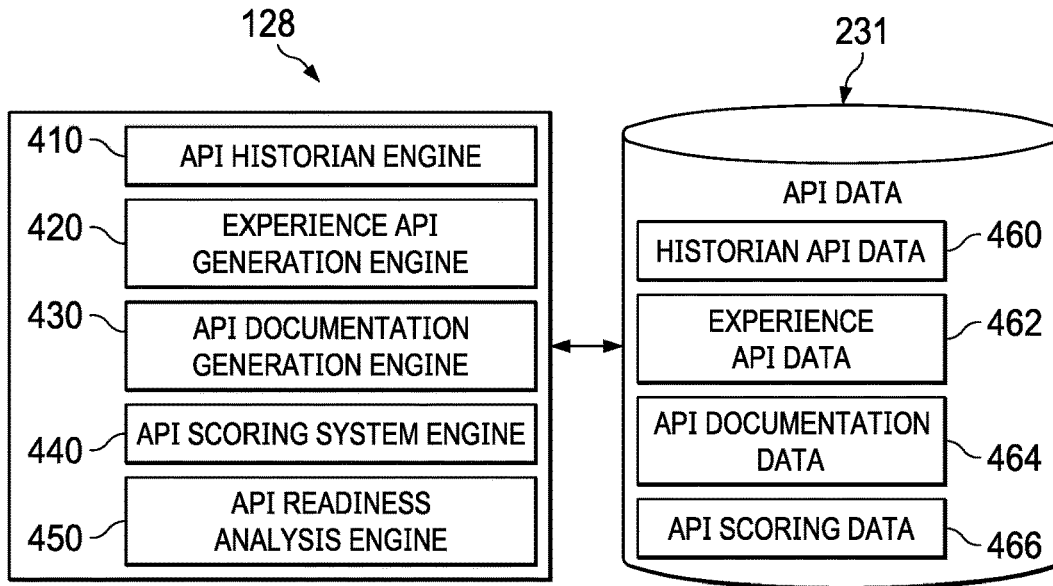 128
231
410
API HISTORIAN ENGINE
420
EXPERIENCE API
GENERATION ENGINE
430
API DOCUMENTATION
GENERATION ENGINE
440
API SCORING SYSTEM ENGINE
450
API READINESS
ANALYSIS ENGINE
API DATA
HISTORIAN API DATA
460
EXPERIENCE
API DATA
462
API DOCUMENTATION
DATA
464
API SCORING DATA
466